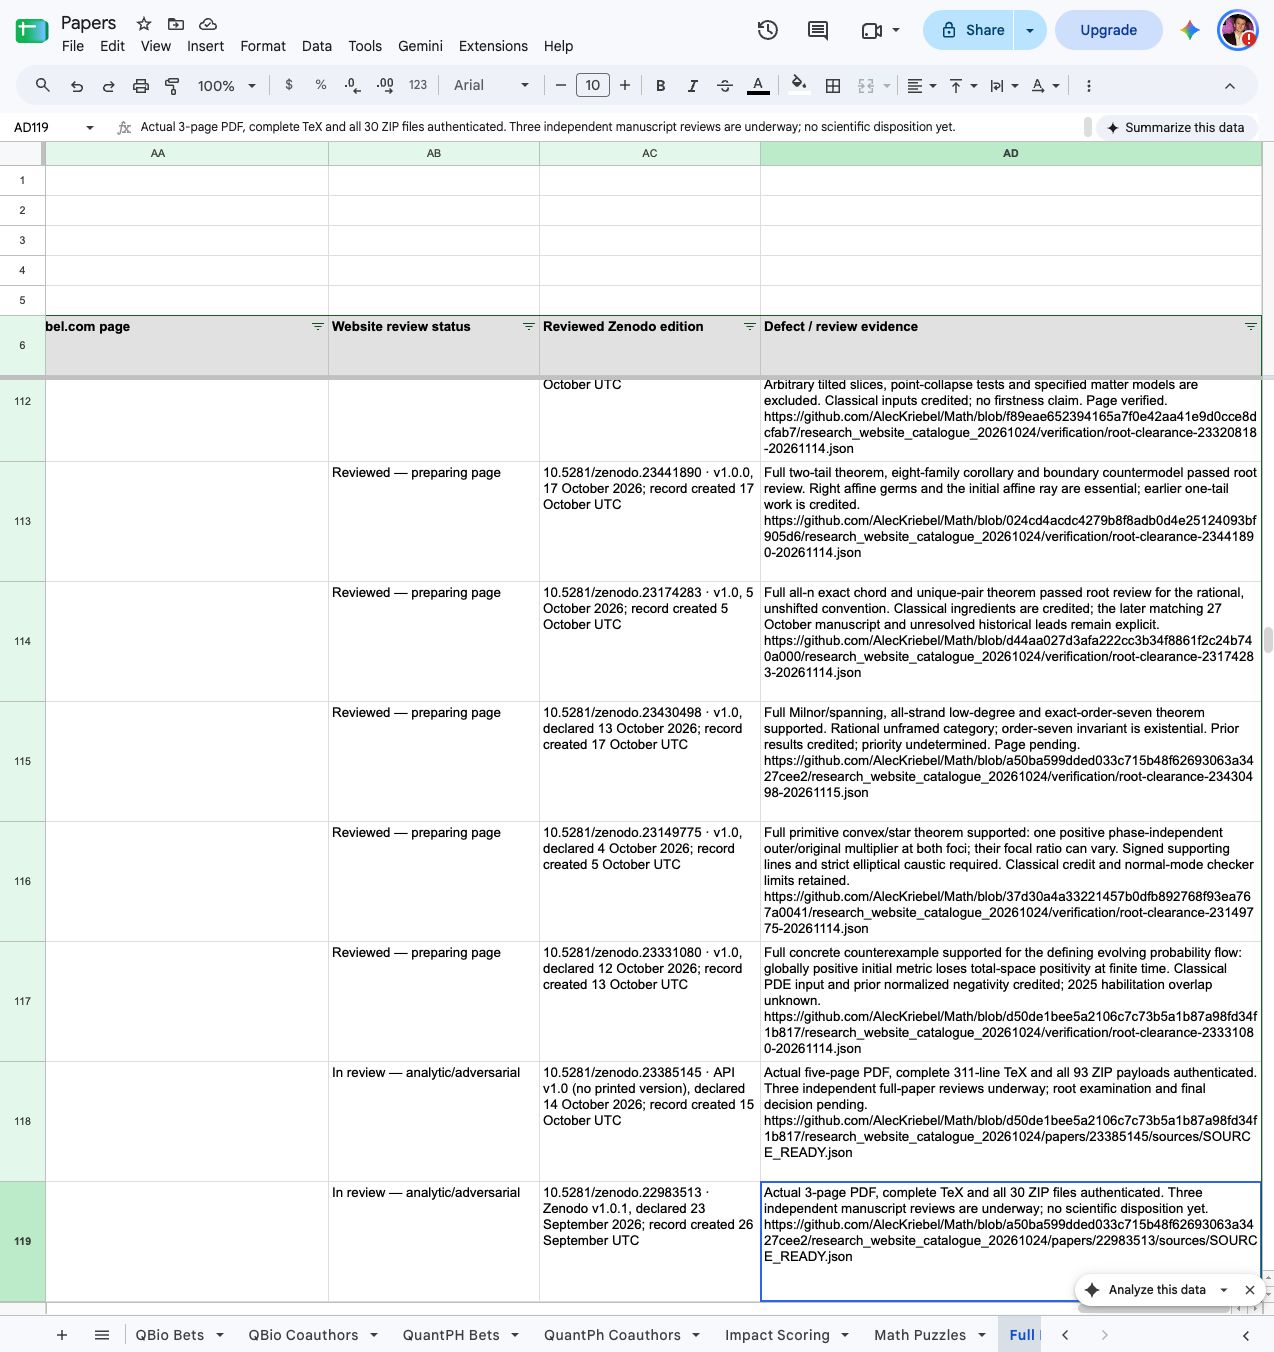 Papers
File Edit View Insert Format Data Tools Gemini Extensions Help
Share
Upgrade
100% $ % .0 .00 123 Arial 10 B I A
AD119
fx Actual 3-page PDF, complete TeX and all 30 ZIP files authenticated. Three independent manuscript reviews are underway; no scientific disposition yet.
Summarize this data
AA AB AC AD
1
2
3
4
5
6
bel.com page
Website review status
Reviewed Zenodo edition
Defect / review evidence
112
October UTC
Arbitrary tilted slices, point-collapse tests and specified matter models are
excluded. Classical inputs credited; no firstness claim. Page verified.
https://github.com/AlecKriebel/Math/blob/f89eae652394165a7f0e42aa41e9d0cce8d
cfab7/research_website_catalogue_20261024/verification/root-clearance-23320818
-20261114.json
113
Reviewed — preparing page
10.5281/zenodo.23441890 · v1.0.0,
17 October 2026; record created 17
October UTC
Full two-tail theorem, eight-family corollary and boundary countermodel passed root
review. Right affine germs and the initial affine ray are essential; earlier one-tail
work is credited.
https://github.com/AlecKriebel/Math/blob/024cd4acdc4279b8f8adb0d4e25124093bf
905d6/research_website_catalogue_20261024/verification/root-clearance-2344189
0-20261114.json
114
Reviewed — preparing page
10.5281/zenodo.23174283 · v1.0, 5
October 2026; record created 5
October UTC
Full all-n exact chord and unique-pair theorem passed root review for the rational,
unshifted convention. Classical ingredients are credited; the later matching 27
October manuscript and unresolved historical leads remain explicit.
https://github.com/AlecKriebel/Math/blob/d44aa027d3afa222cc3b34f8861f2c24b74
0a000/research_website_catalogue_20261024/verification/root-clearance-2317428
3-20261114.json
115
Reviewed — preparing page
10.5281/zenodo.23430498 · v1.0,
declared 13 October 2026; record
created 17 October UTC
Full Milnor/spanning, all-strand low-degree and exact-order-seven theorem
supported. Rational unframed category; order-seven invariant is existential. Prior
results credited; priority undetermined. Page pending.
https://github.com/AlecKriebel/Math/blob/a50ba599dded033c715b48f62693063a34
27cee2/research_website_catalogue_20261024/verification/root-clearance-234304
98-20261115.json
116
Reviewed — preparing page
10.5281/zenodo.23149775 · v1.0,
declared 4 October 2026; record
created 5 October UTC
Full primitive convex/star theorem supported: one positive phase-independent
outer/original multiplier at both foci; their focal ratio can vary. Signed supporting
lines and strict elliptical caustic required. Classical credit and normal-mode checker
limits retained.
https://github.com/AlecKriebel/Math/blob/37d30a4a33221457b0dfb892768f93ea76
7a0041/research_website_catalogue_20261024/verification/root-clearance-231497
75-20261114.json
117
Reviewed — preparing page
10.5281/zenodo.23331080 · v1.0,
declared 12 October 2026; record
created 13 October UTC
Full concrete counterexample supported for the defining evolving probability flow:
globally positive initial metric loses total-space positivity at finite time. Classical
PDE input and prior normalized negativity credited; 2025 habilitation overlap
unknown.
https://github.com/AlecKriebel/Math/blob/d50de1bee5a2106c7c73b5a1b87a98fd34f
1b817/research_website_catalogue_20261024/verification/root-clearance-2333108
0-20261114.json
118
In review — analytic/adversarial
10.5281/zenodo.23385145 · API
v1.0 (no printed version), declared
14 October 2026; record created 15
October UTC
Actual five-page PDF, complete 311-line TeX and all 93 ZIP payloads authenticated.
Three independent full-paper reviews underway; root examination and final
decision pending.
https://github.com/AlecKriebel/Math/blob/d50de1bee5a2106c7c73b5a1b87a98fd34f
1b817/research_website_catalogue_20261024/papers/23385145/sources/SOURC
E_READY.json
119
In review — analytic/adversarial
10.5281/zenodo.22983513 ·
Zenodo v1.0.1, declared 23
September 2026; record created 26
September UTC
Actual 3-page PDF, complete TeX and all 30 ZIP files authenticated. Three
independent manuscript reviews are underway; no scientific disposition yet.
https://github.com/AlecKriebel/Math/blob/a50ba599dded033c715b48f62693063a34
27cee2/research_website_catalogue_20261024/papers/22983513/sources/SOURC
E_READY.json
Analyze this data
QBio Bets QBio Coauthors QuantPH Bets QuantPh Coauthors Impact Scoring Math Puzzles Full